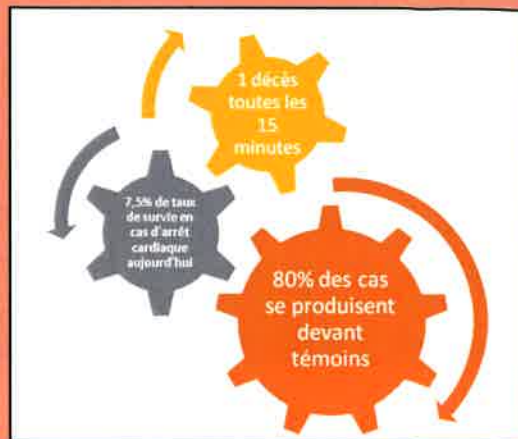 1 décès
toutes les
15
minutes
7,5% de taux
de survie en
cas d'arrêt
cardiaque
aujourd'hui
80% des cas
se produisent
devant
témoins